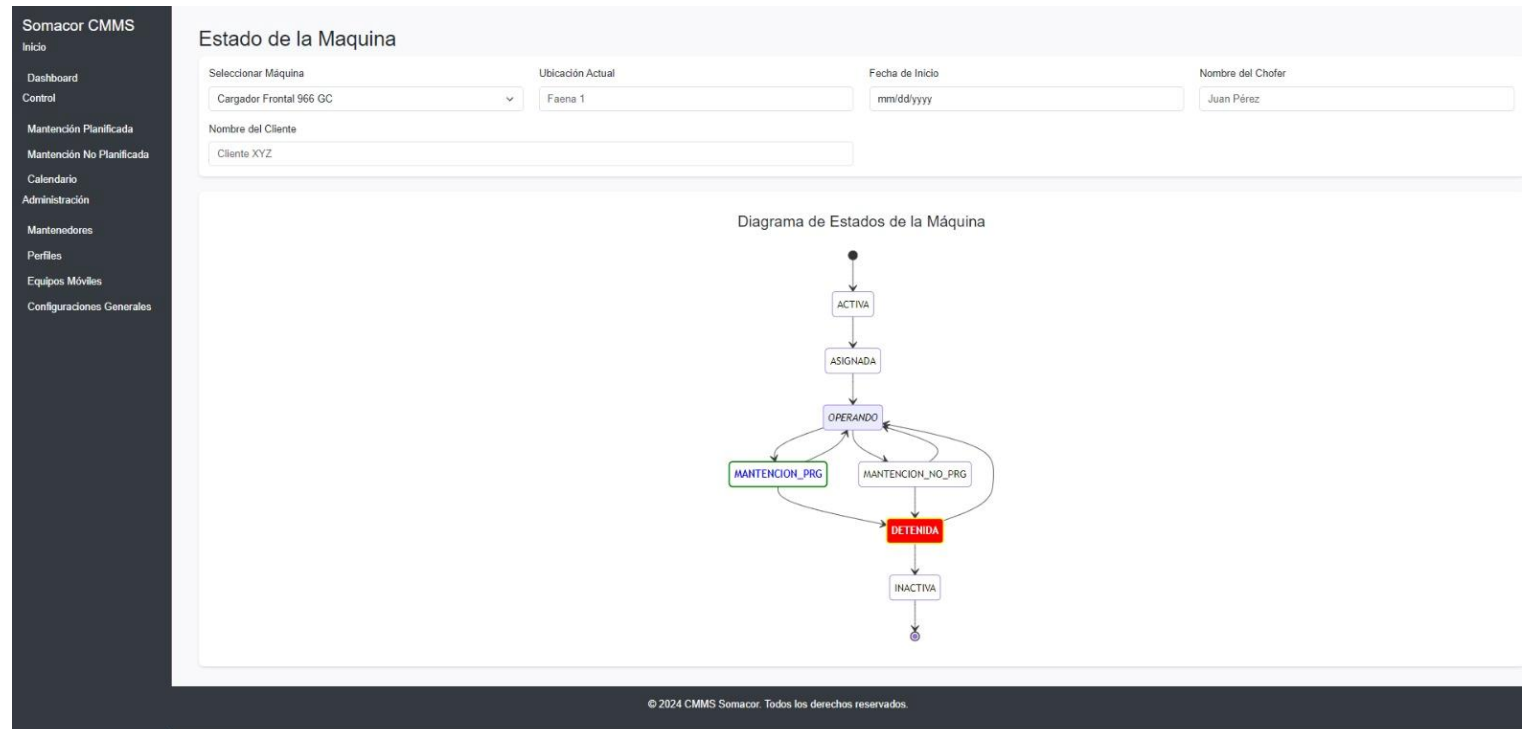 Somacor CMMS
Inicio
Dashboard
Control
Mantención Planificada
Mantención No Planificada
Calendario
Administración
Mantenedores
Perfiles
Equipos Móviles
Configuraciones Generales
Estado de la Maquina
Seleccionar Máquina
Cargador Frontal 966 GC
Ubicación Actual
Faena 1
Fecha de Inicio
mm/dd/yyyy
Nombre del Chofer
Juan Pérez
Nombre del Cliente
Cliente XYZ
Diagrama de Estados de la Máquina
ACTIVA
ASIGNADA
OPERANDO
MANTENCION_PRG
MANTENCION_NO_PRG
DETENIDA
INACTIVA
© 2024 CMMS Somacor. Todos los derechos reservados.